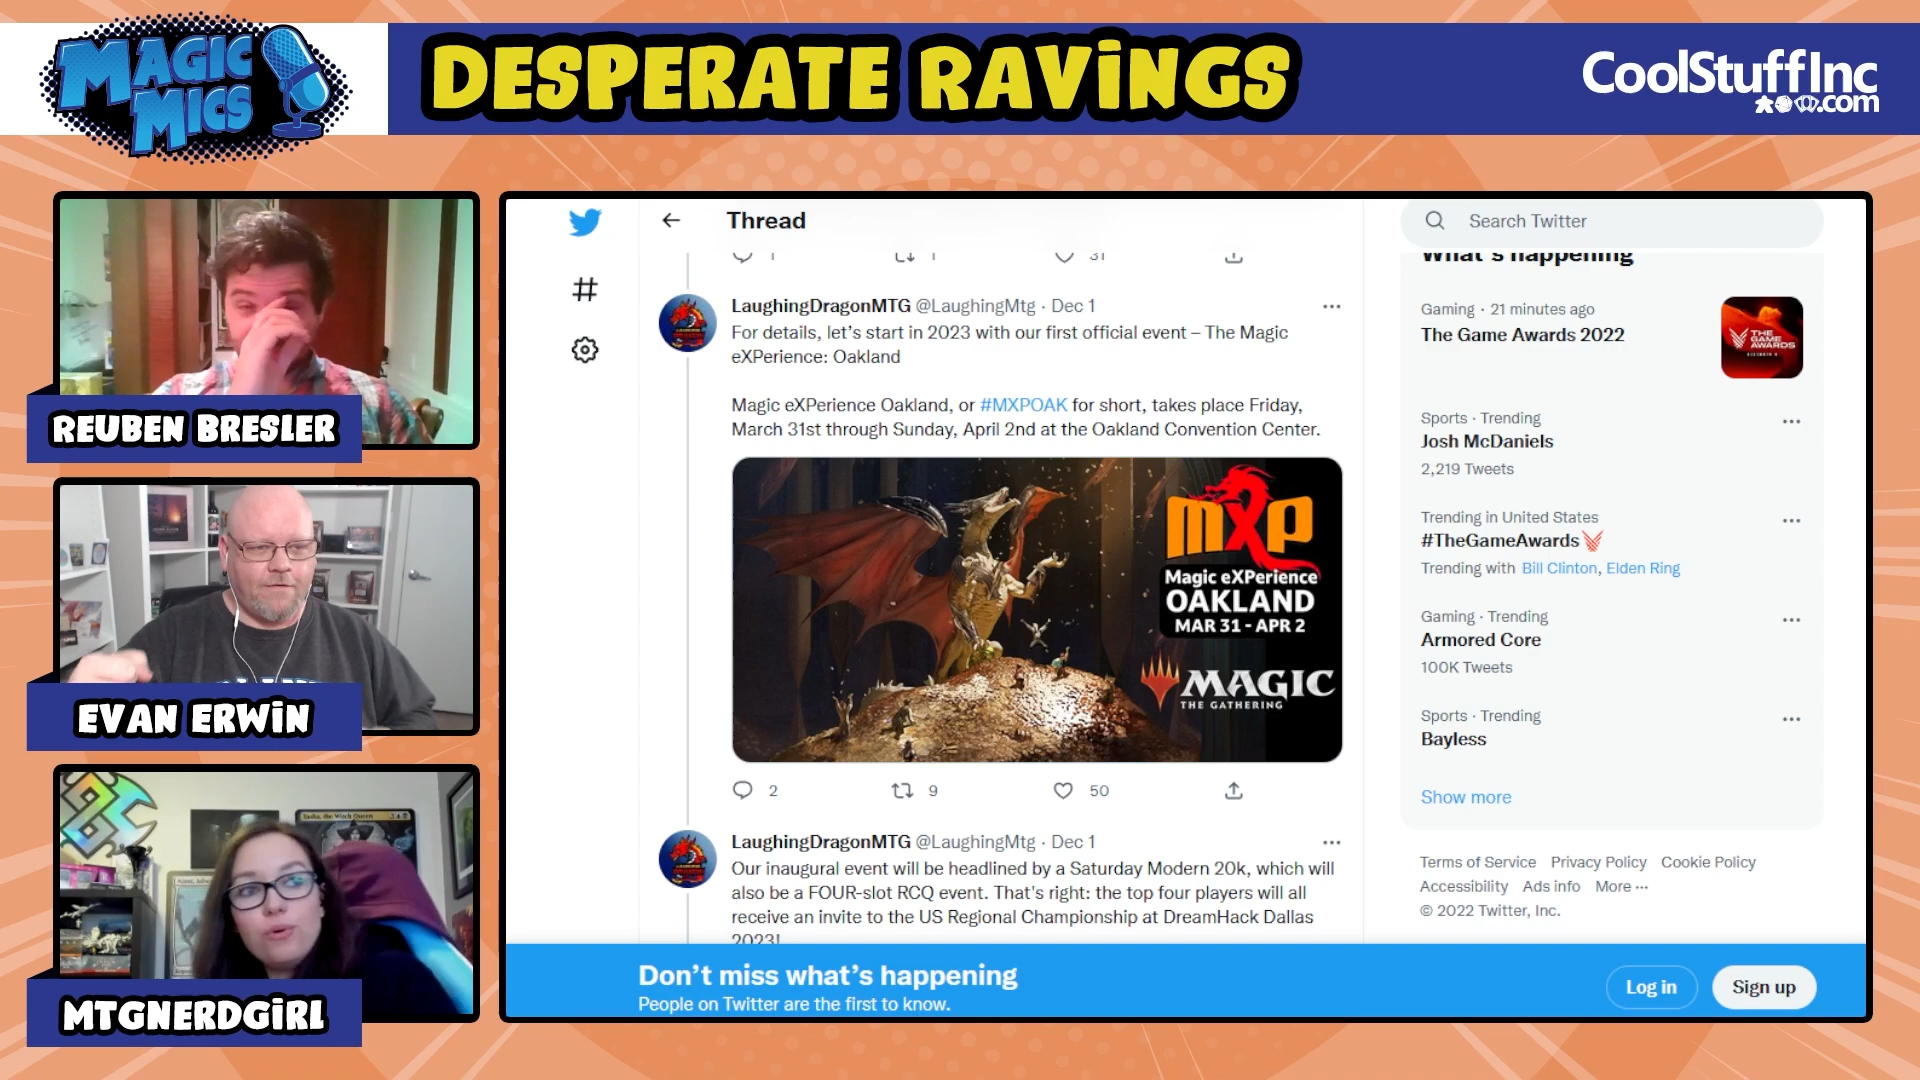 MAGIC MICS
DESPERATE RAVINGS
CoolStuffInc
.com
REUBEN BRESLER
EVAN ERWIN
MTGNERDGIRL
Thread
1 1 31
LaughingDragonMTG @LaughingMtg · Dec 1
For details, let's start in 2023 with our first official event – The Magic
eXPerience: Oakland
Magic eXPerience Oakland, or #MXPOAK for short, takes place Friday,
March 31st through Sunday, April 2nd at the Oakland Convention Center.
mXp
Magic eXPerience
OAKLAND
MAR 31 - APR 2
MAGIC
THE GATHERING
2 9 50
LaughingDragonMTG @LaughingMtg · Dec 1
Our inaugural event will be headlined by a Saturday Modern 20k, which will
also be a FOUR-slot RCQ event. That's right: the top four players will all
receive an invite to the US Regional Championship at DreamHack Dallas
2023!
Search Twitter
What's happening
Gaming · 21 minutes ago
The Game Awards 2022
THE GAME AWARDS
Sports · Trending
Josh McDaniels
2,219 Tweets
Trending in United States
#TheGameAwards
Trending with Bill Clinton, Elden Ring
Gaming · Trending
Armored Core
100K Tweets
Sports · Trending
Bayless
Show more
Terms of Service Privacy Policy Cookie Policy
Accessibility Ads info More ···
© 2022 Twitter, Inc.
Don't miss what's happening
People on Twitter are the first to know.
Log in
Sign up